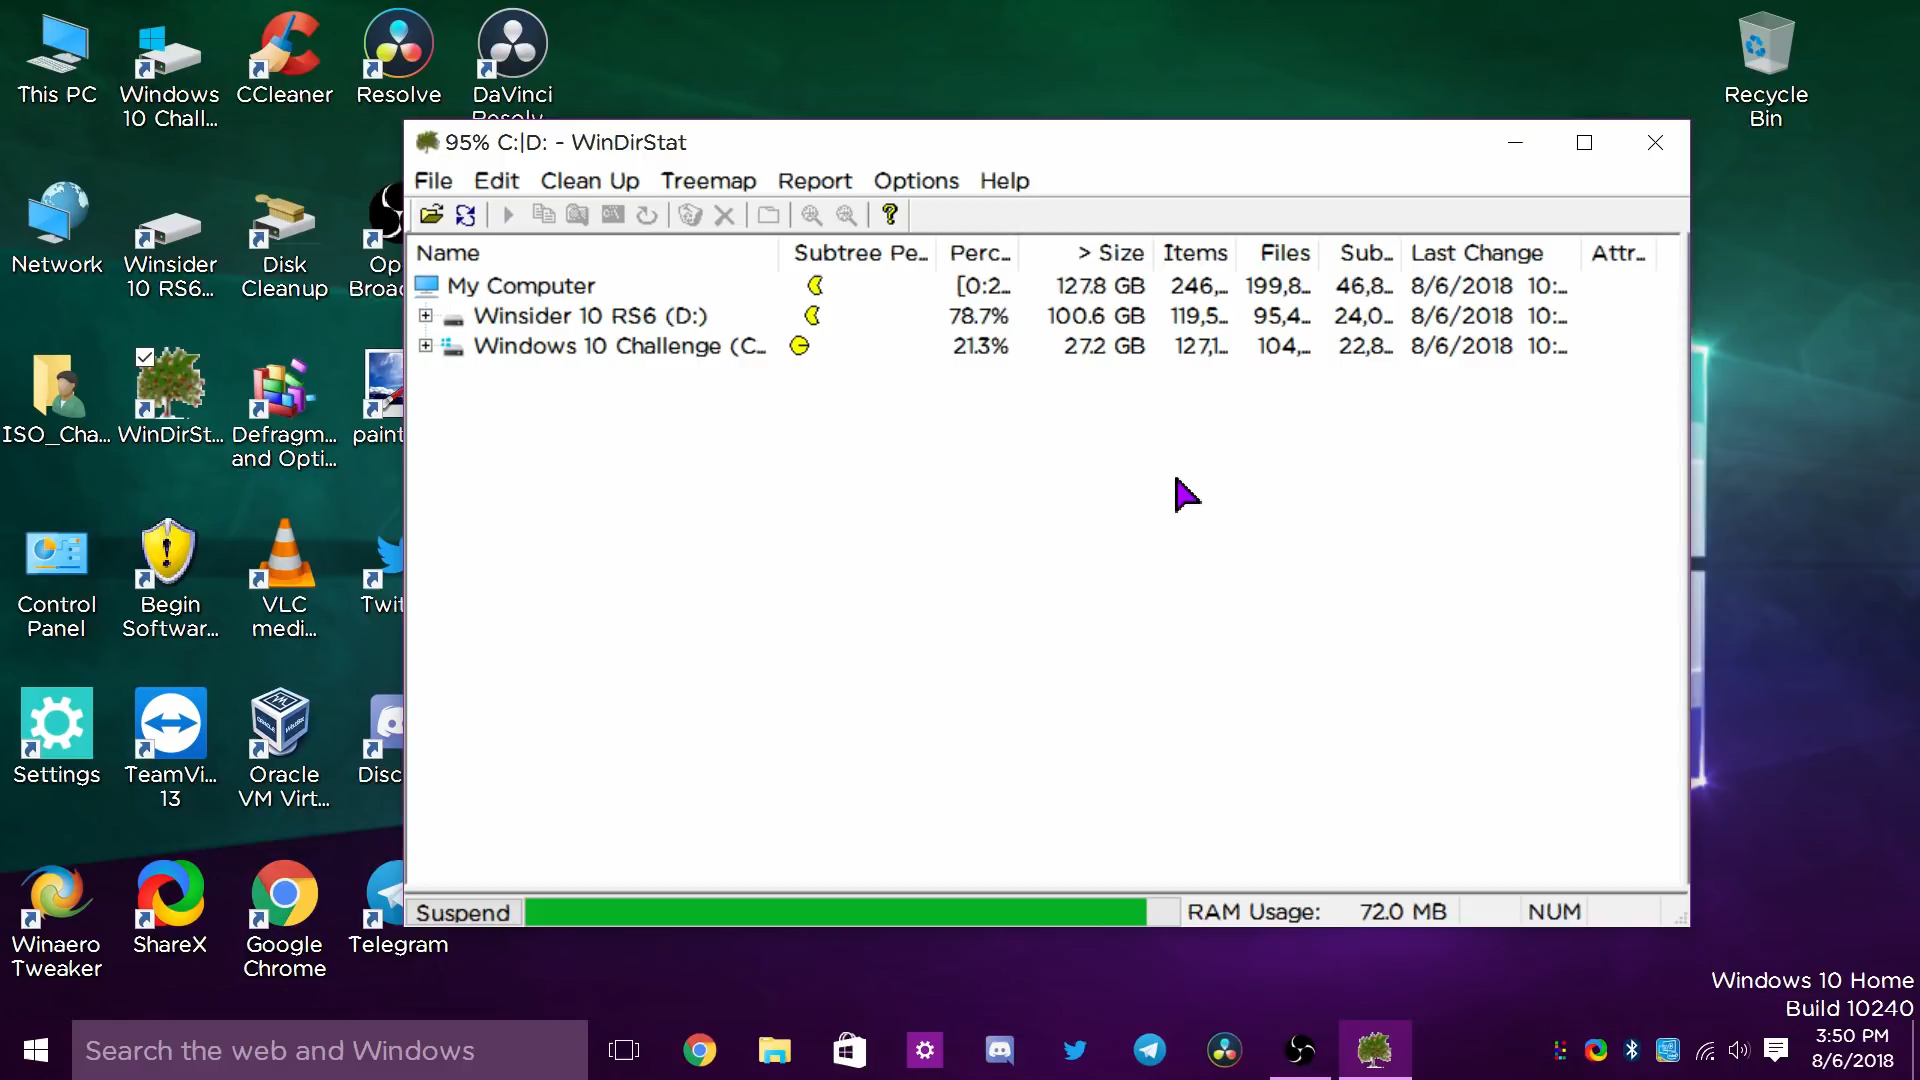 This PC
Windows
10 Chall...
CCleaner
Resolve
DaVinci
Resolv
Recycle
Bin
Network
Winsider
10 RS6...
Disk
Cleanup
Op
Broad
ISO_Cha...
WinDirSt...
Defragm...
and Opti...
paint
Control
Panel
Begin
Softwar...
VLC
medi...
Twit
Settings
TeamVi...
13
Oracle
VM Virt...
Disc
Winaero
Tweaker
ShareX
Google
Chrome
Telegram
95% C:|D: - WinDirStat
File Edit Clean Up Treemap Report Options Help
Name Subtree Pe... Perc... > Size Items Files Sub... Last Change Attr...
My Computer [0:2... 127.8 GB 246,... 199,8... 46,8... 8/6/2018 10:...
Winsider 10 RS6 (D:) 78.7% 100.6 GB 119,5... 95,4... 24,0... 8/6/2018 10:...
Windows 10 Challenge (C... 21.3% 27.2 GB 127,1... 104,... 22,8... 8/6/2018 10:...
Suspend RAM Usage: 72.0 MB NUM
Windows 10 Home
Build 10240
Search the web and Windows
3:50 PM
8/6/2018